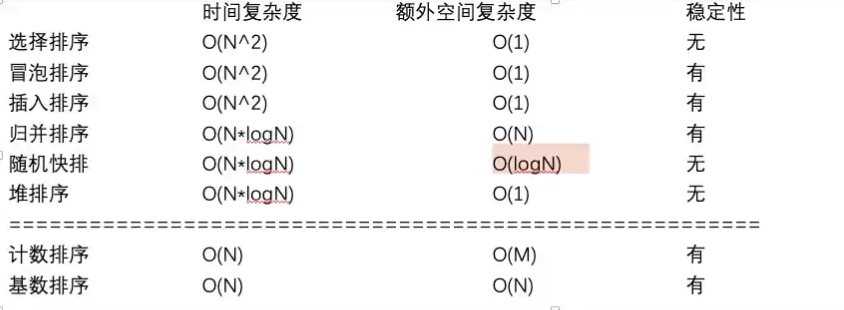 时间复杂度 额外空间复杂度 稳定性
选择排序 O(N^2) O(1) 无
冒泡排序 O(N^2) O(1) 有
插入排序 O(N^2) O(1) 有
归并排序 O(N*logN) O(N) 有
随机快排 O(N*logN) O(logN) 无
堆排序 O(N*logN) O(1) 无
========================================================
计数排序 O(N) O(M) 有
基数排序 O(N) O(N) 有